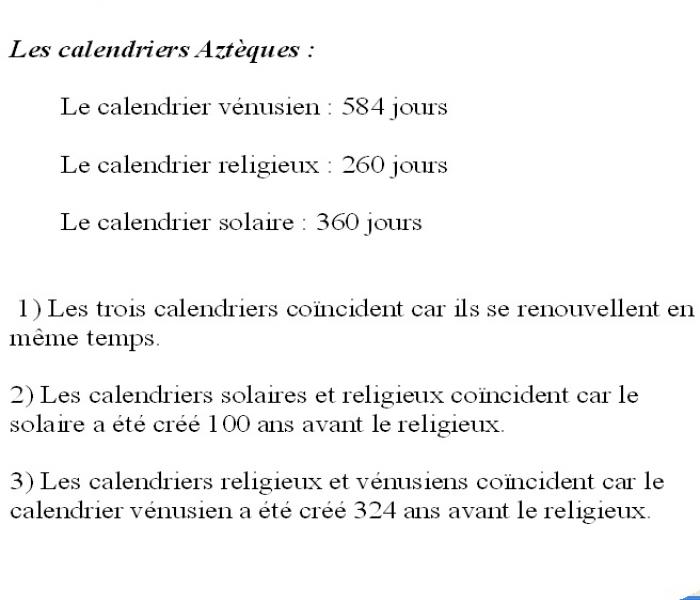 Les calendriers Aztèques :
Le calendrier vénusien : 584 jours
Le calendrier religieux : 260 jours
Le calendrier solaire : 360 jours
1) Les trois calendriers coïncident car ils se renouvellent en
même temps.
2) Les calendriers solaires et religieux coïncident car le
solaire a été créé 100 ans avant le religieux.
3) Les calendriers religieux et vénusiens coïncident car le
calendrier vénusien a été créé 324 ans avant le religieux.